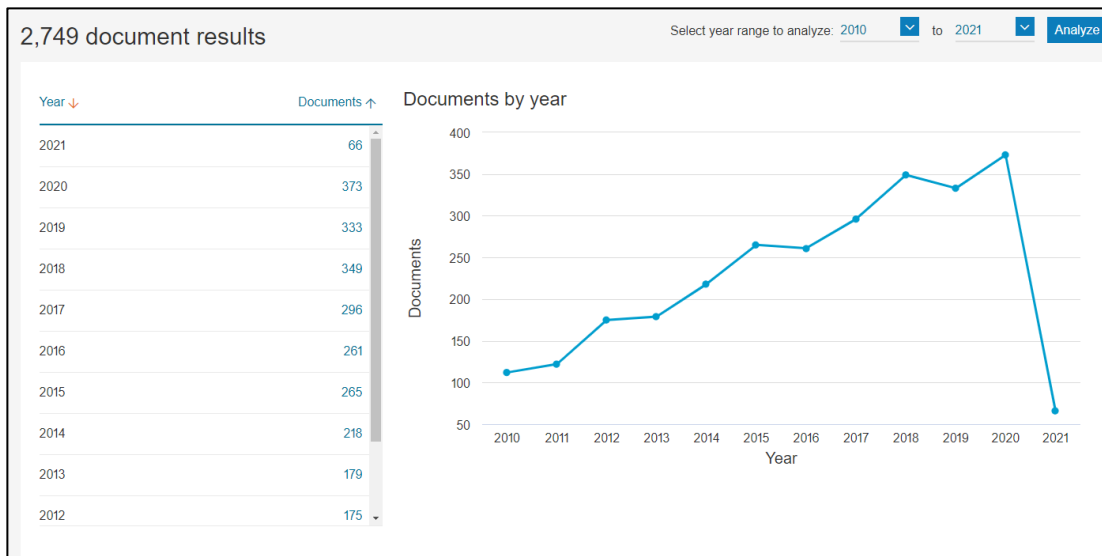 2,749 document results
Select year range to analyze: 2010 to 2021 Analyze
Year ↓ Documents ↑
2021 66
2020 373
2019 333
2018 349
2017 296
2016 261
2015 265
2014 218
2013 179
2012 175
Documents by year
400
350
300
250
200
150
100
50
Documents
2010 2011 2012 2013 2014 2015 2016 2017 2018 2019 2020 2021
Year